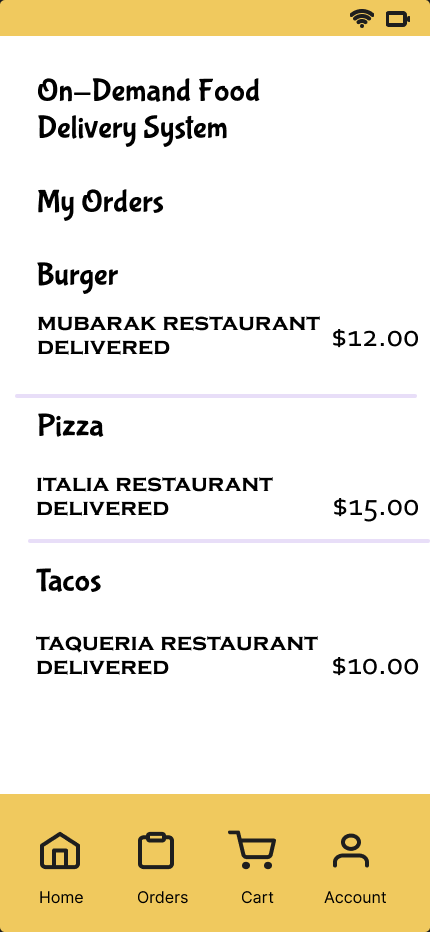 On–Demand Food
Delivery System
My Orders
Burger
MUBARAK RESTAURANT
DELIVERED
$12.00
Pizza
ITALIA RESTAURANT
DELIVERED
$15.00
Tacos
TAQUERIA RESTAURANT
DELIVERED
$10.00
Home
Orders
Cart
Account